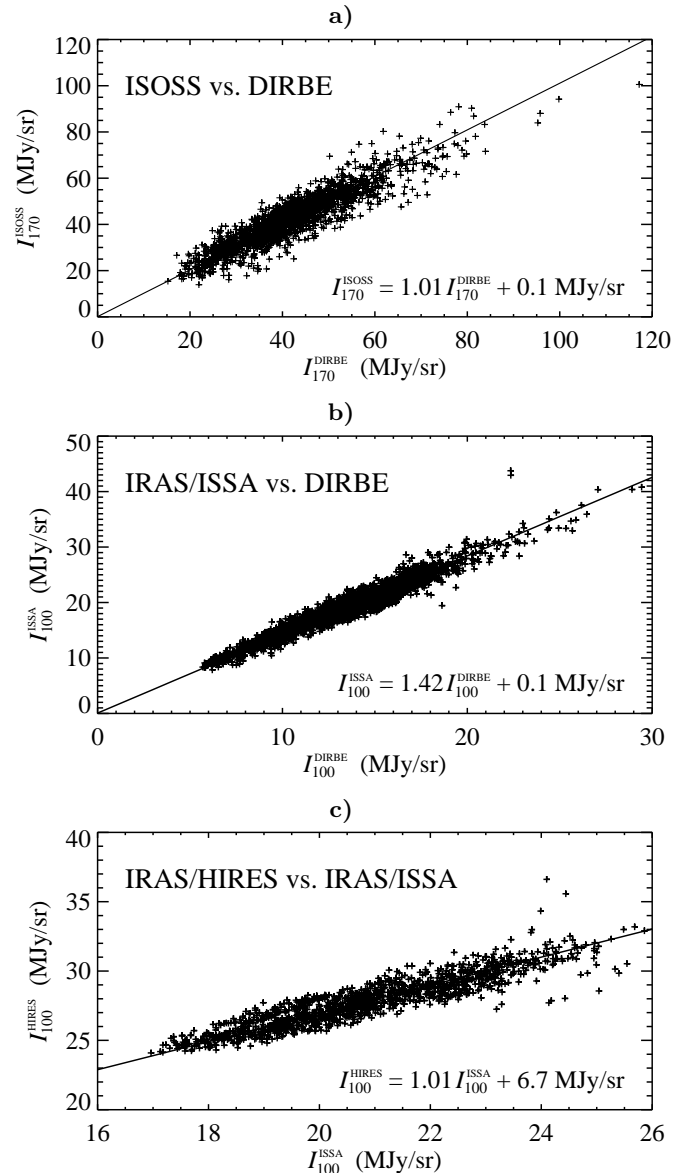 a)
120
100
80
60
40
20
0
ISOSS vs. DIRBE
I_170^ISOSS (MJy/sr)
I_170^ISOSS = 1.01 I_170^DIRBE + 0.1 MJy/sr
0 20 40 60 80 100 120
I_170^DIRBE (MJy/sr)
b)
50
40
30
20
10
0
IRAS/ISSA vs. DIRBE
I_100^ISSA (MJy/sr)
I_100^ISSA = 1.42 I_100^DIRBE + 0.1 MJy/sr
0 10 20 30
I_100^DIRBE (MJy/sr)
c)
40
35
30
25
20
IRAS/HIRES vs. IRAS/ISSA
I_100^HIRES (MJy/sr)
I_100^HIRES = 1.01 I_100^ISSA + 6.7 MJy/sr
16 18 20 22 24 26
I_100^ISSA (MJy/sr)